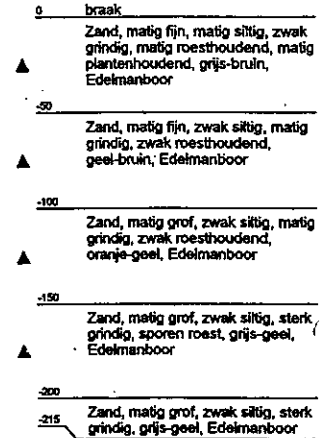 0 braak
Zand, matig fijn, matig siltig, zwak
grindig, matig roesthoudend, matig
plantenhoudend, grijs-bruin,
Edelmanboor
-50
Zand, matig fijn, zwak siltig, matig
grindig, zwak roesthoudend,
geel-bruin, Edelmanboor
-100
Zand, matig grof, zwak siltig, matig
grindig, zwak roesthoudend,
oranje-geel, Edelmanboor
-150
Zand, matig grof, zwak siltig, sterk
grindig, sporen roest, grijs-geel,
Edelmanboor
-200
Zand, matig grof, zwak siltig, sterk
-215 grindig, grijs-geel, Edelmanboor